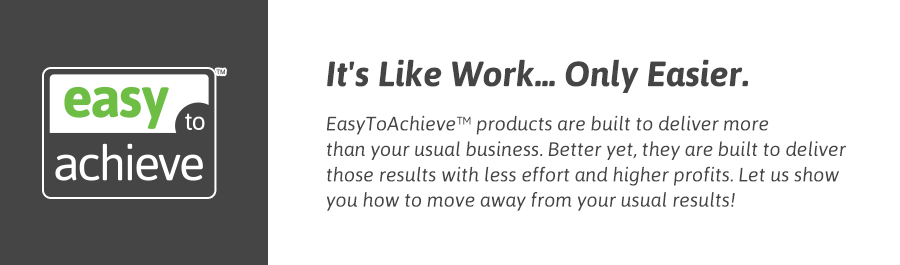 easy
to
achieve
™
It's Like Work... Only Easier.
EasyToAchieve™ products are built to deliver more
than your usual business. Better yet, they are built to deliver
those results with less effort and higher profits. Let us show
you how to move away from your usual results!